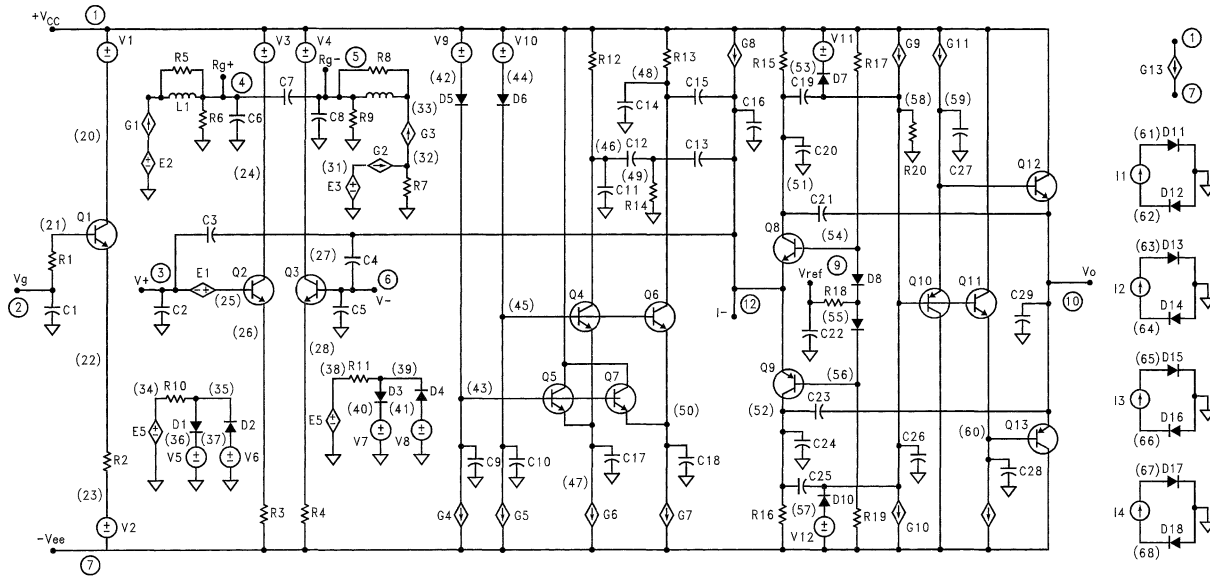 +Vcc 1 V1 V3 V4 V9 V10 V11 1
R5 Rg+ 4 C7 Rg- 5 R8 (42) (44) R12 R13 G8 R15 (53) D7 R17 G9 G11 G13
L1 R6 C6 C8 R9 (33) D5 D6 (48) C15 C19 (58) (59) 7
G1 C14 C16 R20 C27
(20) E2 (24) (31) G2 G3 (32) (46) C12 C13 C20 (61) D11
E3 R7 C11 (49) R14 (51) Q12 I1 D12
Q1 C21 (62)
(21) C3 Q8 (54) (63) D13
R1 (27) C4 9
Vg V+ 3 E1 Q2 Q3 6 Vref D8 Q10 Q11 Vo I2
2 C1 C2 (25) C5 V- (45) Q4 Q6 12 R18 C29 10 D14
(26) I- C22 (55) (64)
(22) (28) (38) R11 (39) Q5 Q7 Q9 (56) (65) D15
(34) R10 (35) D3 D4 (43) (50) (52) C23 Q13 I3
E5 D1 D2 E5 (40) (41) C24 C26 (60) D16
(36) (37) V7 V8 C9 C10 C17 C18 C28 (66)
R2 V5 V6 (47) C25 D10 (67) D17
(23) R3 R4 G4 G5 G6 G7 R16 (57) R19 G10 I4
V2 V12 D18
-Vee 7 (68)